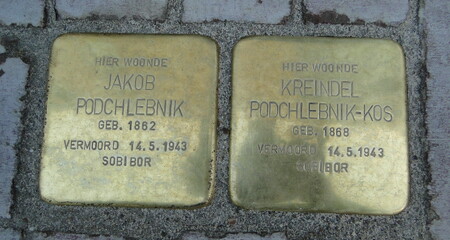 HIER WOONDE
JAKOB
PODCHLEBNIK
GEB. 1862
VERMOORD 14.5.1943
SOBIBOR
HIER WOONDE
KREINDEL
PODCHLEBNIK-KOS
GEB. 1868
VERMOORD 14.5.1943
SOBIBOR